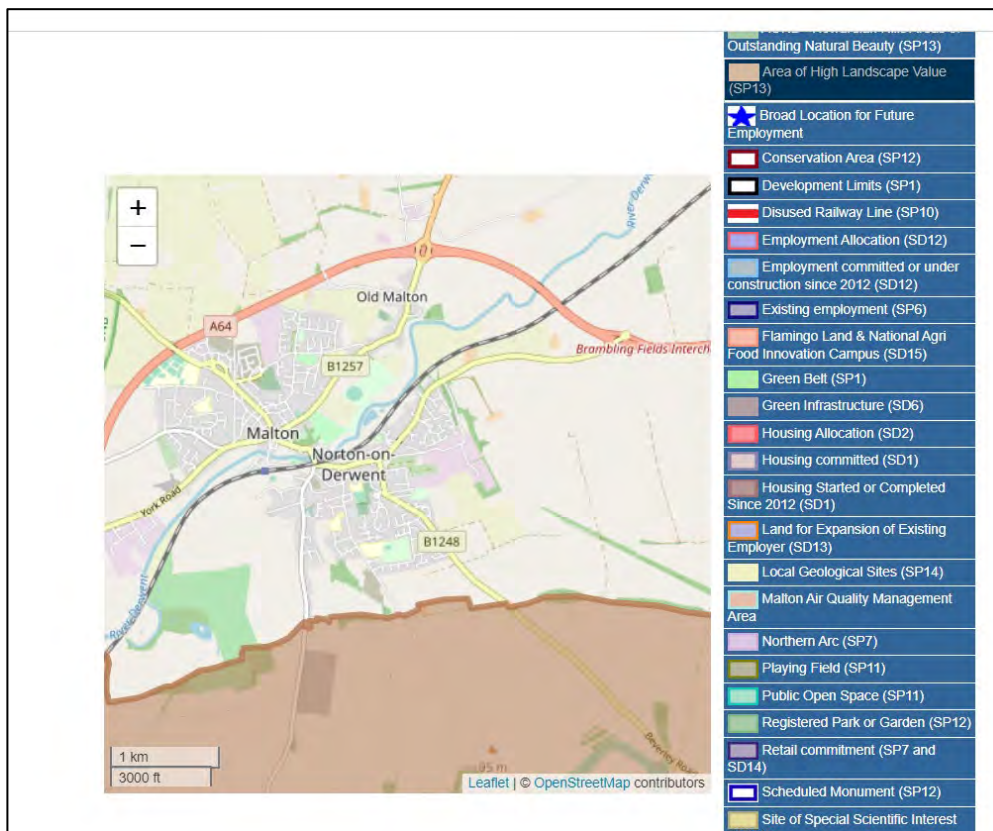 Outstanding Natural Beauty (SP13)
Area of High Landscape Value
(SP13)
Broad Location for Future
Employment
Conservation Area (SP12)
Development Limits (SP1)
Disused Railway Line (SP10)
Employment Allocation (SD12)
Employment committed or under
construction since 2012 (SD12)
Existing employment (SP6)
Flamingo Land & National Agri
Food Innovation Campus (SD15)
Green Belt (SP1)
Green Infrastructure (SD6)
Housing Allocation (SD2)
Housing committed (SD1)
Housing Started or Completed
Since 2012 (SD1)
Land for Expansion of Existing
Employer (SD13)
Local Geological Sites (SP14)
Malton Air Quality Management
Area
Northern Arc (SP7)
Playing Field (SP11)
Public Open Space (SP11)
Registered Park or Garden (SP12)
Retail commitment (SP7 and
SD14)
Scheduled Monument (SP12)
Site of Special Scientific Interest
+
−
River Derw
Old Malton
A64
B1257
Brambling Fields Interch
Malton
Norton-on-
Derwent
York Road
B1248
River Derwent
95 m
Beverley Road
1 km
3000 ft
Leaflet | © OpenStreetMap contributors